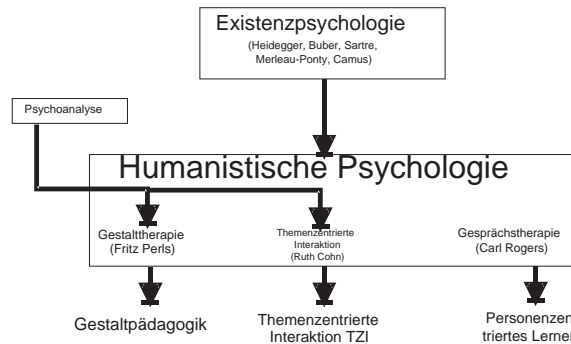 Existenzpsychologie
(Heidegger, Buber, Sartre,
Merleau-Ponty, Camus)
Psychoanalyse
Humanistische Psychologie
Gestalttherapie
(Fritz Perls)
Themenzentrierte
Interaktion
(Ruth Cohn)
Gesprächstherapie
(Carl Rogers)
Gestaltpädagogik
Themenzentrierte
Interaktion TZI
Personenzen
triertes Lerner